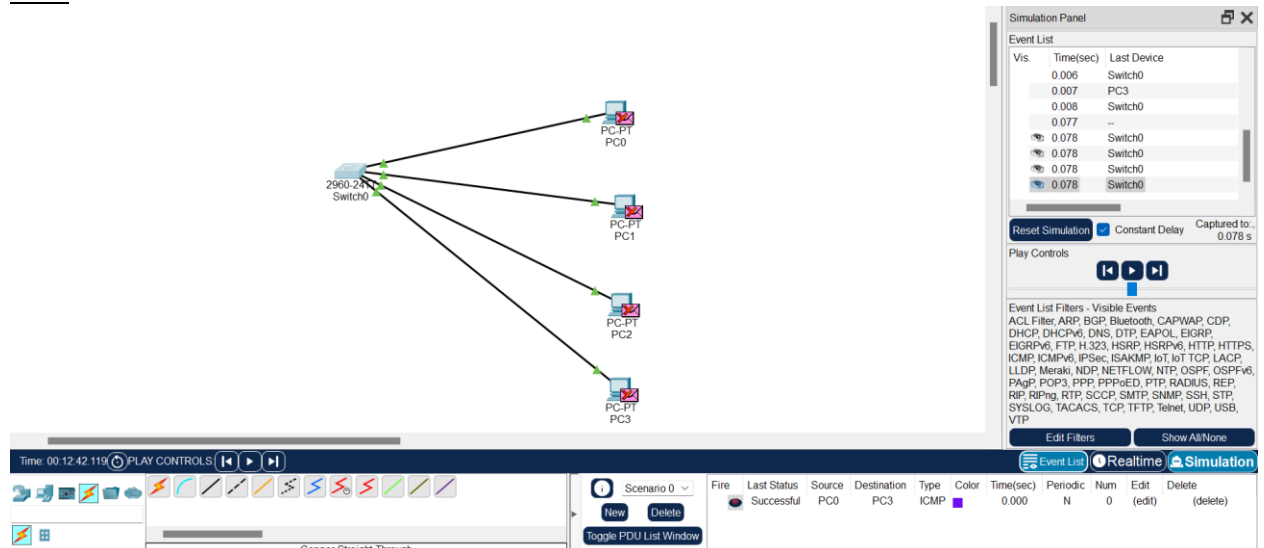 Simulation Panel
Event List
Vis. Time(sec) Last Device
0.006 Switch0
0.007 PC3
0.008 Switch0
0.077 --
0.078 Switch0
0.078 Switch0
0.078 Switch0
0.078 Switch0
Reset Simulation Constant Delay Captured to:,
0.078 s
Play Controls
Event List Filters - Visible Events
ACL Filter, ARP, BGP, Bluetooth, CAPWAP, CDP,
DHCP, DHCPv6, DNS, DTP, EAPOL, EIGRP,
EIGRPv6, FTP, H.323, HSRP, HSRPv6, HTTP, HTTPS,
ICMP, ICMPv6, IPSec, ISAKMP, IoT, IoT TCP, LACP,
LLDP, Meraki, NDP, NETFLOW, NTP, OSPF, OSPFv6,
PAgP, POP3, PPP, PPPoED, PTP, RADIUS, REP,
RIP, RIPng, RTP, SCCP, SMTP, SNMP, SSH, STP,
SYSLOG, TACACS, TCP, TFTP, Telnet, UDP, USB,
VTP
Edit Filters Show All/None
PC-PT
PC0
Switch0
PC-PT
PC1
PC-PT
PC2
PC-PT
PC3
Time: 00:12:42.119 PLAY CONTROLS:
Event List Realtime Simulation
Scenario 0
New Delete
Toggle PDU List Window
Fire Last Status Source Destination Type Color Time(sec) Periodic Num Edit Delete
Successful PC0 PC3 ICMP 0.000 N 0 (edit) (delete)